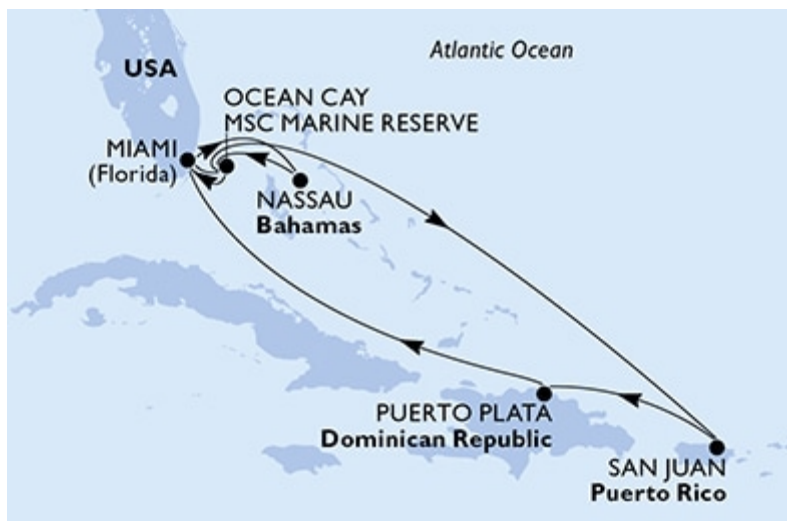 Atlantic Ocean
USA
OCEAN CAY
MSC MARINE RESERVE
MIAMI
(Florida)
NASSAU
Bahamas
PUERTO PLATA
Dominican Republic
SAN JUAN
Puerto Rico